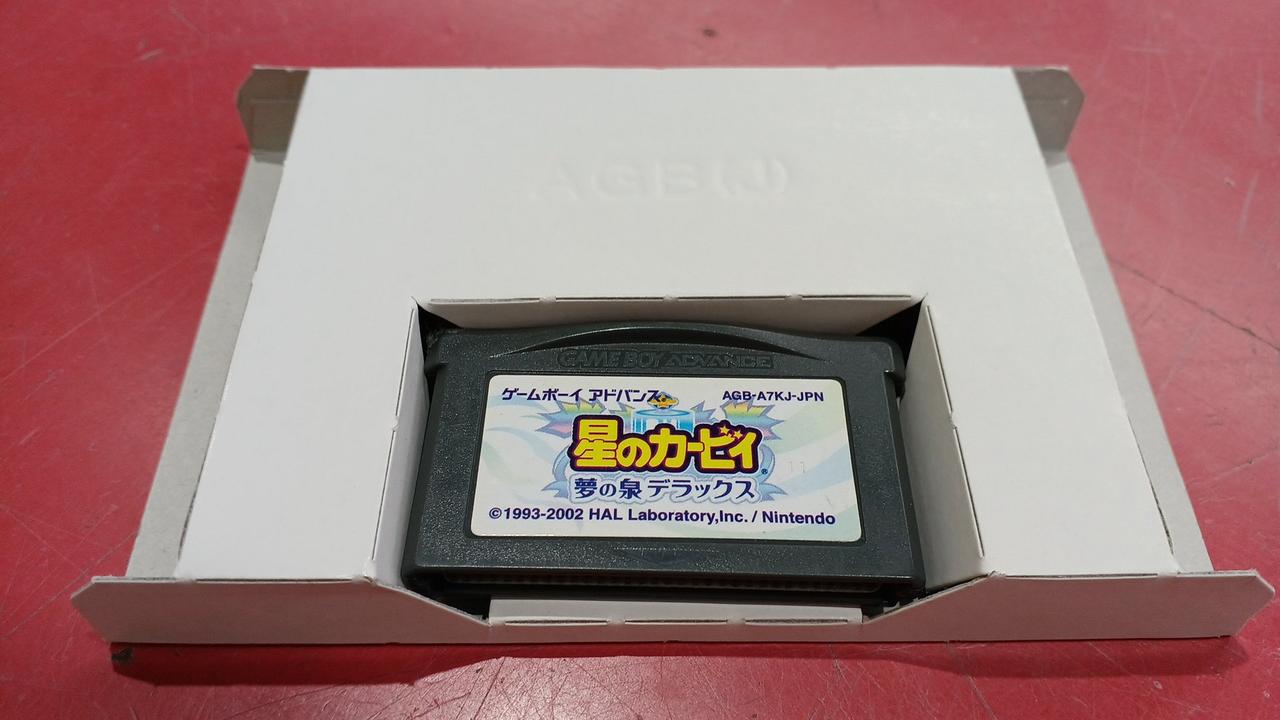 AGB(J)
GAME BOY ADVANCE
ゲームボーイ アドバンス AGB-A7KJ-JPN
星のカービィ®
夢の泉 デラックス
11
©1993-2002 HAL Laboratory,Inc. / Nintendo